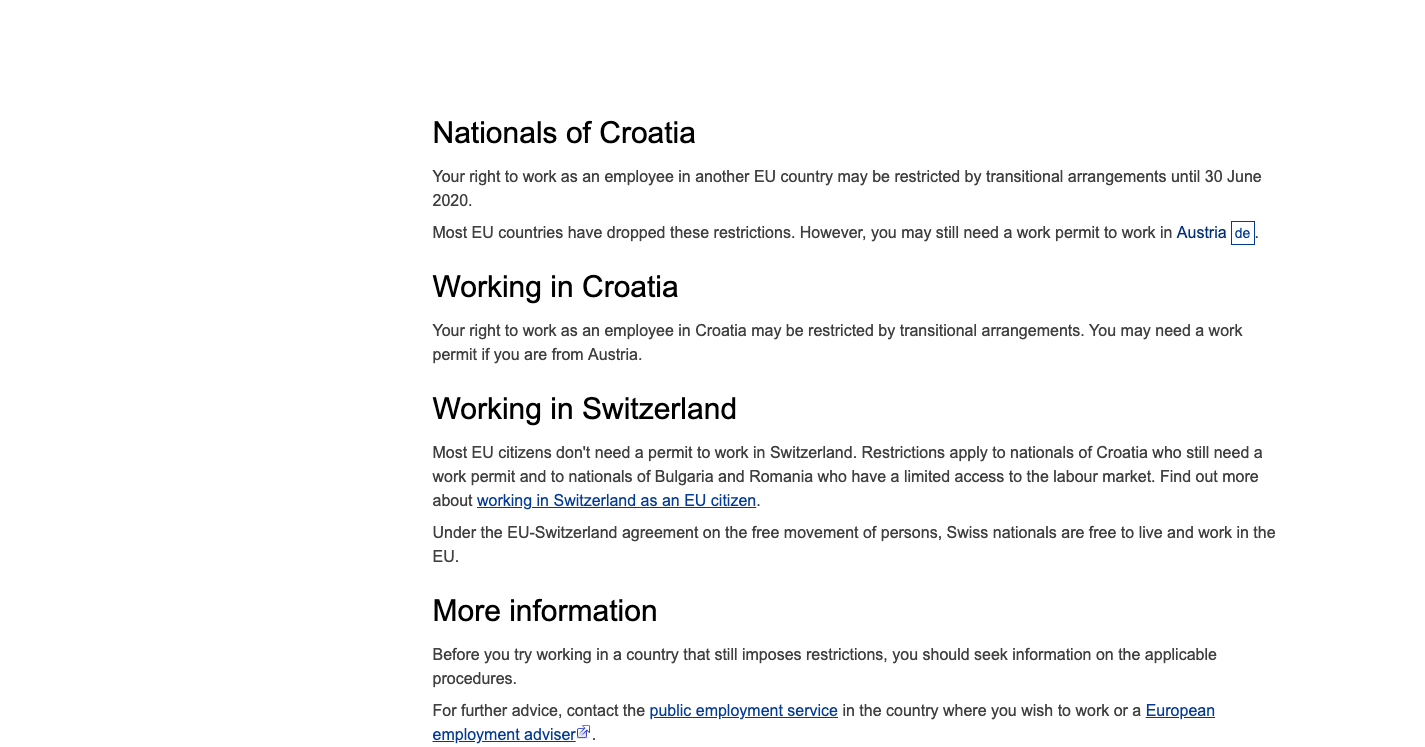 Nationals of Croatia
Your right to work as an employee in another EU country may be restricted by transitional arrangements until 30 June
2020.
Most EU countries have dropped these restrictions. However, you may still need a work permit to work in Austria de.
Working in Croatia
Your right to work as an employee in Croatia may be restricted by transitional arrangements. You may need a work
permit if you are from Austria.
Working in Switzerland
Most EU citizens don't need a permit to work in Switzerland. Restrictions apply to nationals of Croatia who still need a
work permit and to nationals of Bulgaria and Romania who have a limited access to the labour market. Find out more
about working in Switzerland as an EU citizen.
Under the EU-Switzerland agreement on the free movement of persons, Swiss nationals are free to live and work in the
EU.
More information
Before you try working in a country that still imposes restrictions, you should seek information on the applicable
procedures.
For further advice, contact the public employment service in the country where you wish to work or a European
employment adviser.